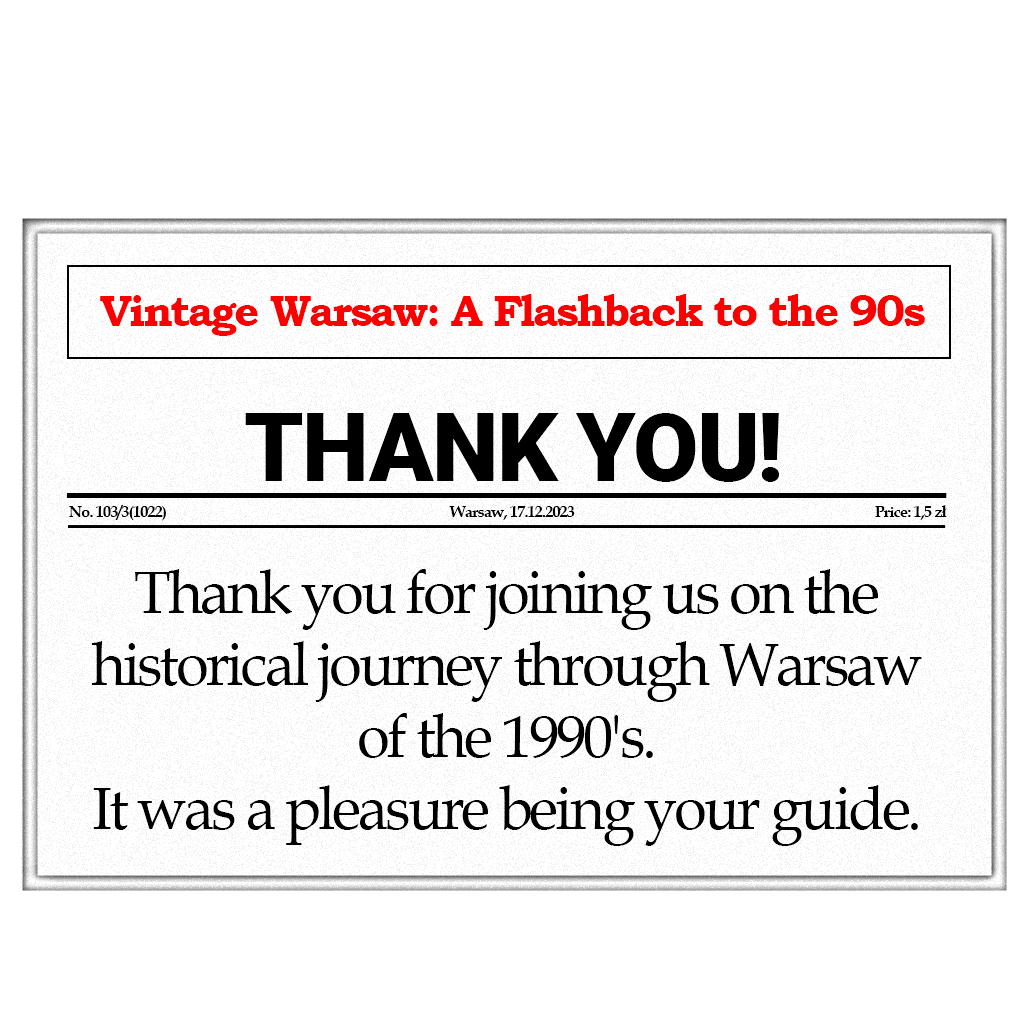 Vintage Warsaw: A Flashback to the 90s
THANK YOU!
No. 103/3(1022) Warsaw, 17.12.2023 Price: 1,5 zł
Thank you for joining us on the
historical journey through Warsaw
of the 1990's.
It was a pleasure being your guide.